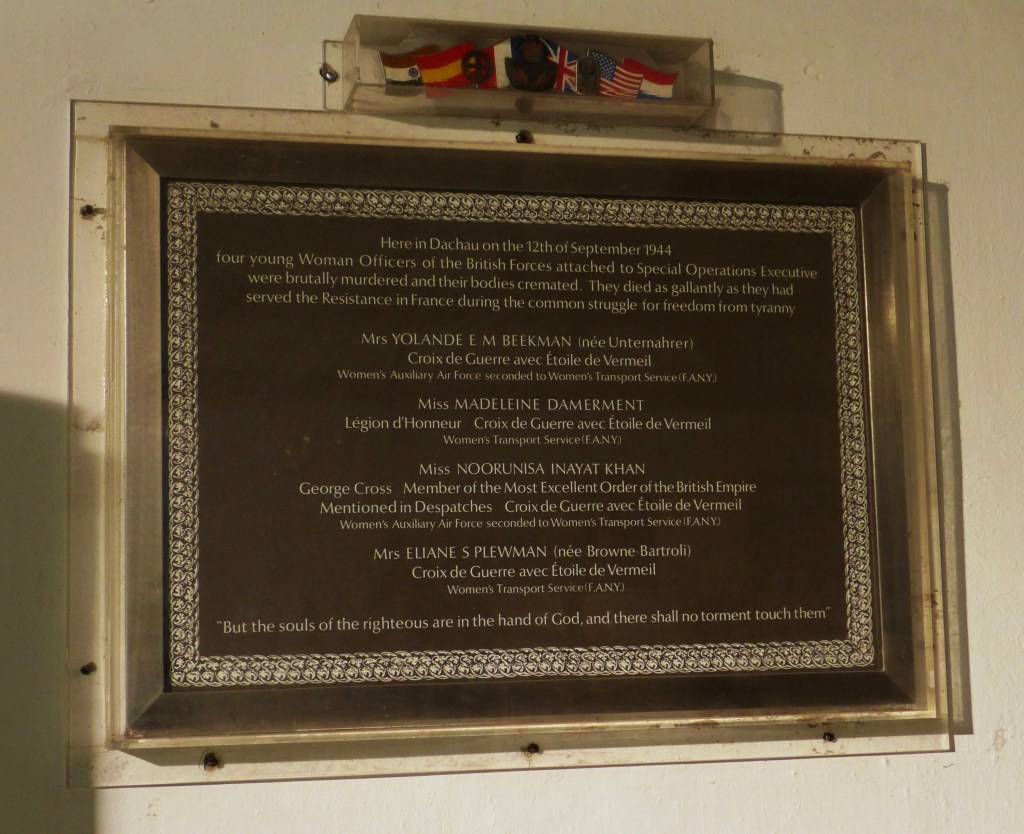 Here in Dachau on the 12th of September 1944
four young Woman Officers of the British Forces attached to Special Operations Executive
were brutally murdered and their bodies cremated. They died as gallantly as they had
served the Resistance in France during the common struggle for freedom from tyranny
Mrs YOLANDE E M BEEKMAN (née Unternahrer)
Croix de Guerre avec Étoile de Vermeil
Women's Auxiliary Air Force seconded to Women's Transport Service (F.A.N.Y.)
Miss MADELEINE DAMERMENT
Légion d'Honneur Croix de Guerre avec Étoile de Vermeil
Women's Transport Service (F.A.N.Y.)
Miss NOORUNISA INAYAT KHAN
George Cross Member of the Most Excellent Order of the British Empire
Mentioned in Despatches Croix de Guerre avec Étoile de Vermeil
Women's Auxiliary Air Force seconded to Women's Transport Service (F.A.N.Y.)
Mrs ELIANE S PLEWMAN (née Browne-Bartroli)
Croix de Guerre avec Étoile de Vermeil
Women's Transport Service (F.A.N.Y.)
"But the souls of the righteous are in the hand of God, and there shall no torment touch them"